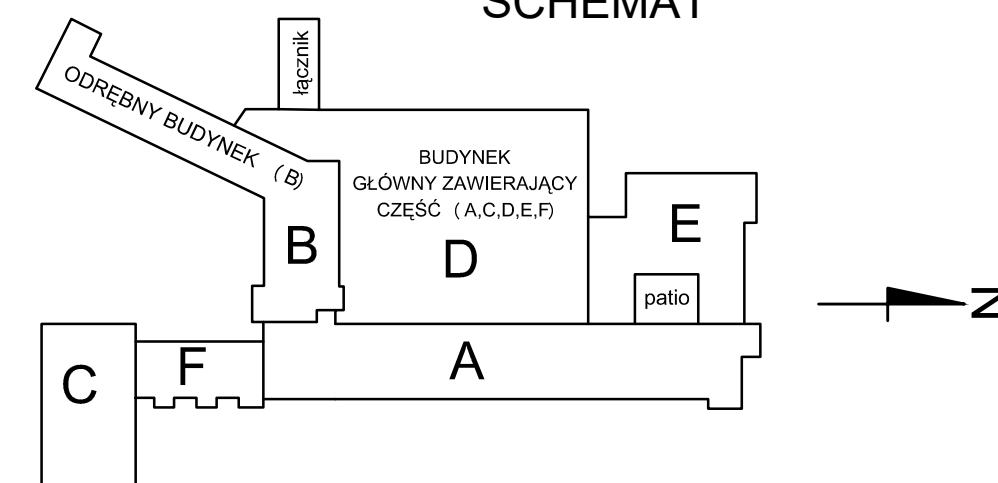 SCHEMAT
łącznik
ODRĘBNY BUDYNEK (B)
BUDYNEK
GŁÓWNY ZAWIERAJĄCY
CZĘŚĆ (A,C,D,E,F)
E
B
D
patio
N
A
F
C